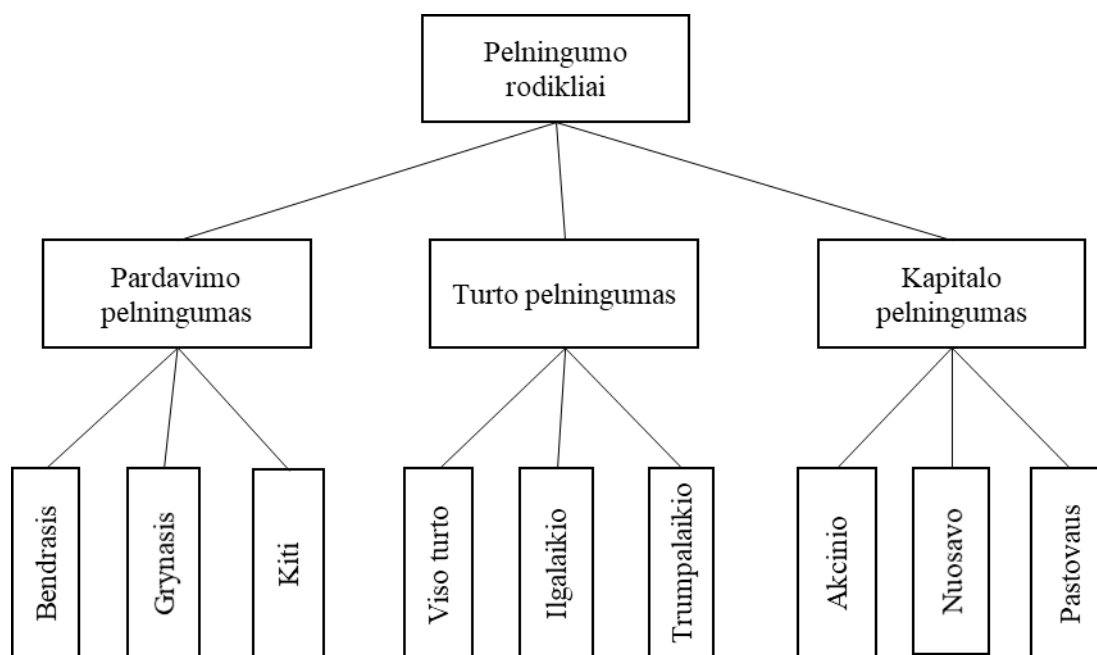 Pelningumo
rodikliai
Pardavimo
pelningumas
Turto pelningumas
Kapitalo
pelningumas
Bendrasis
Grynasis
Kiti
Viso turto
Ilgalaikio
Trumpalaikio
Akcinio
Nuosavo
Pastovaus